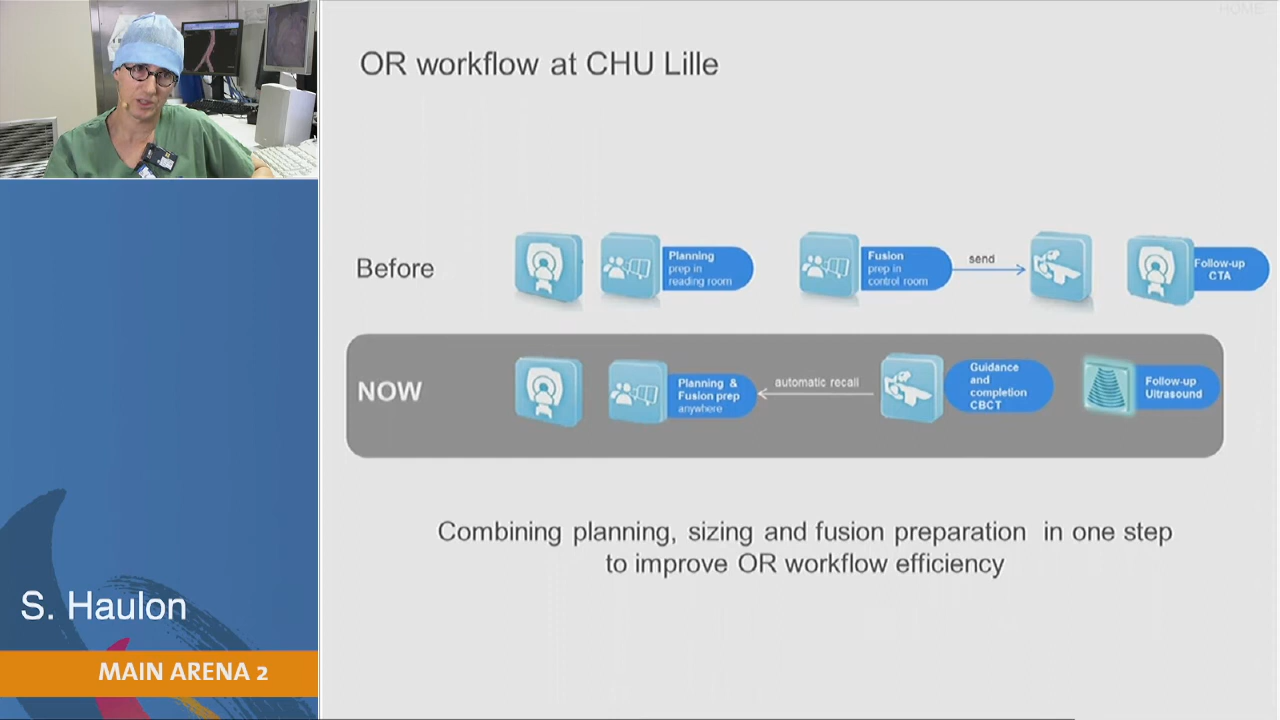 HOME
OR workflow at CHU Lille
Before
Planning
prep in
reading room
Fusion
prep in
control room
send
Follow-up
CTA
NOW
Planning &
Fusion prep
anywhere
automatic recall
Guidance
and
completion
CBCT
Follow-up
Ultrasound
Combining planning, sizing and fusion preparation in one step
to improve OR workflow efficiency
S. Haulon
MAIN ARENA 2